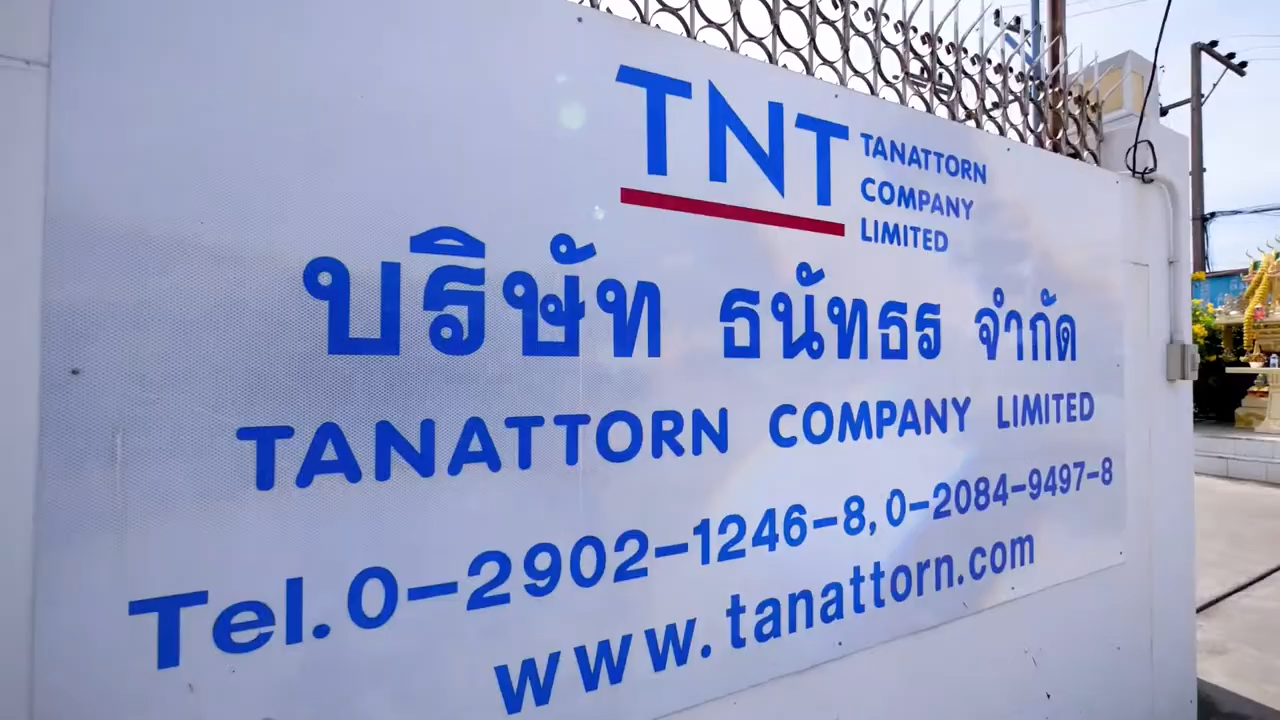 TNT
TANATTORN
COMPANY
LIMITED
บริษัท ธนัทธร จำกัด
TANATTORN COMPANY LIMITED
Tel.0-2902-1246-8,0-2084-9497-8
www.tanattorn.com